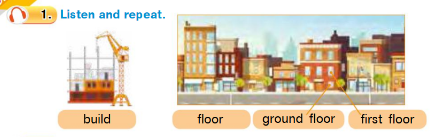 1. Listen and repeat.
build
floor
ground floor
first floor